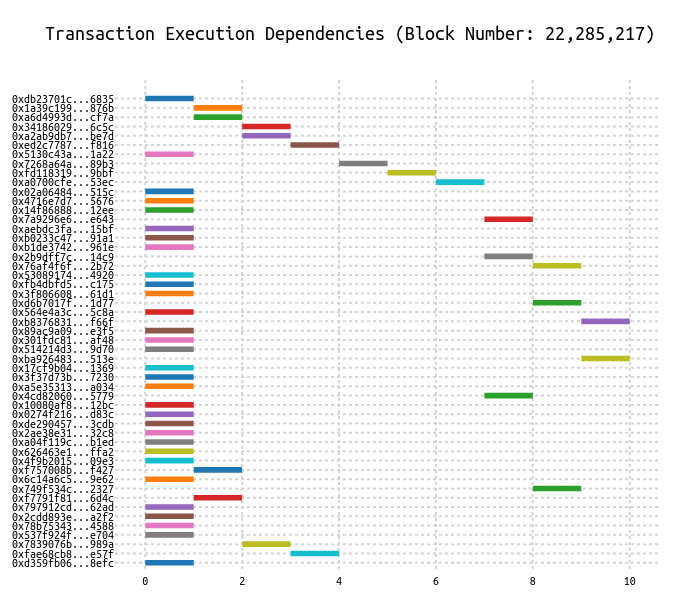 Transaction Execution Dependencies (Block Number: 22,285,217)
0xdb23701c...6835
0x1a39c199...876b
0xa6d4993d...cf7a
0x34186029...6c5c
0xa2ab9db7...be7d
0xed2c7787...f816
0x5130c43a...1a22
0x7268a64a...89b3
0xfd118319...9bbf
0xa0700cfe...53ec
0x02a06484...515c
0x4716e7d7...5676
0x14f86888...12ee
0x7a9296e6...e643
0xaebdc3fa...15bf
0xb0233c47...91a1
0xb1de3742...961e
0x2b9dff7c...14c9
0x76af4f6f...2b72
0x53089174...4920
0xfb4dbfd5...c175
0x3f806608...61d1
0xd6b7017f...1d77
0x564e4a3c...5c8a
0xb8376831...f66f
0x89ac9a09...e3f5
0x301fdc81...af48
0x514214d3...9d70
0xba926483...513e
0x17cf9b04...1369
0x3f37d73b...7230
0xa5e35313...a034
0x4cd82060...5779
0x10080af8...12bc
0x0274f216...d83c
0xde290457...3cdb
0x2ae38e31...32c8
0xa04f119c...b1ed
0x626463e1...ffa2
0x4f9b2015...09e3
0xf757008b...f427
0x6c14a6c5...9e62
0x749f534c...2327
0xf7791f81...6d4c
0x797912cd...62ad
0x2cdd893e...a2f2
0x78b75343...4588
0x537f924f...e704
0x7839076b...989a
0xfae68cb8...e57f
0xd359fb06...8efc
0 2 4 6 8 10